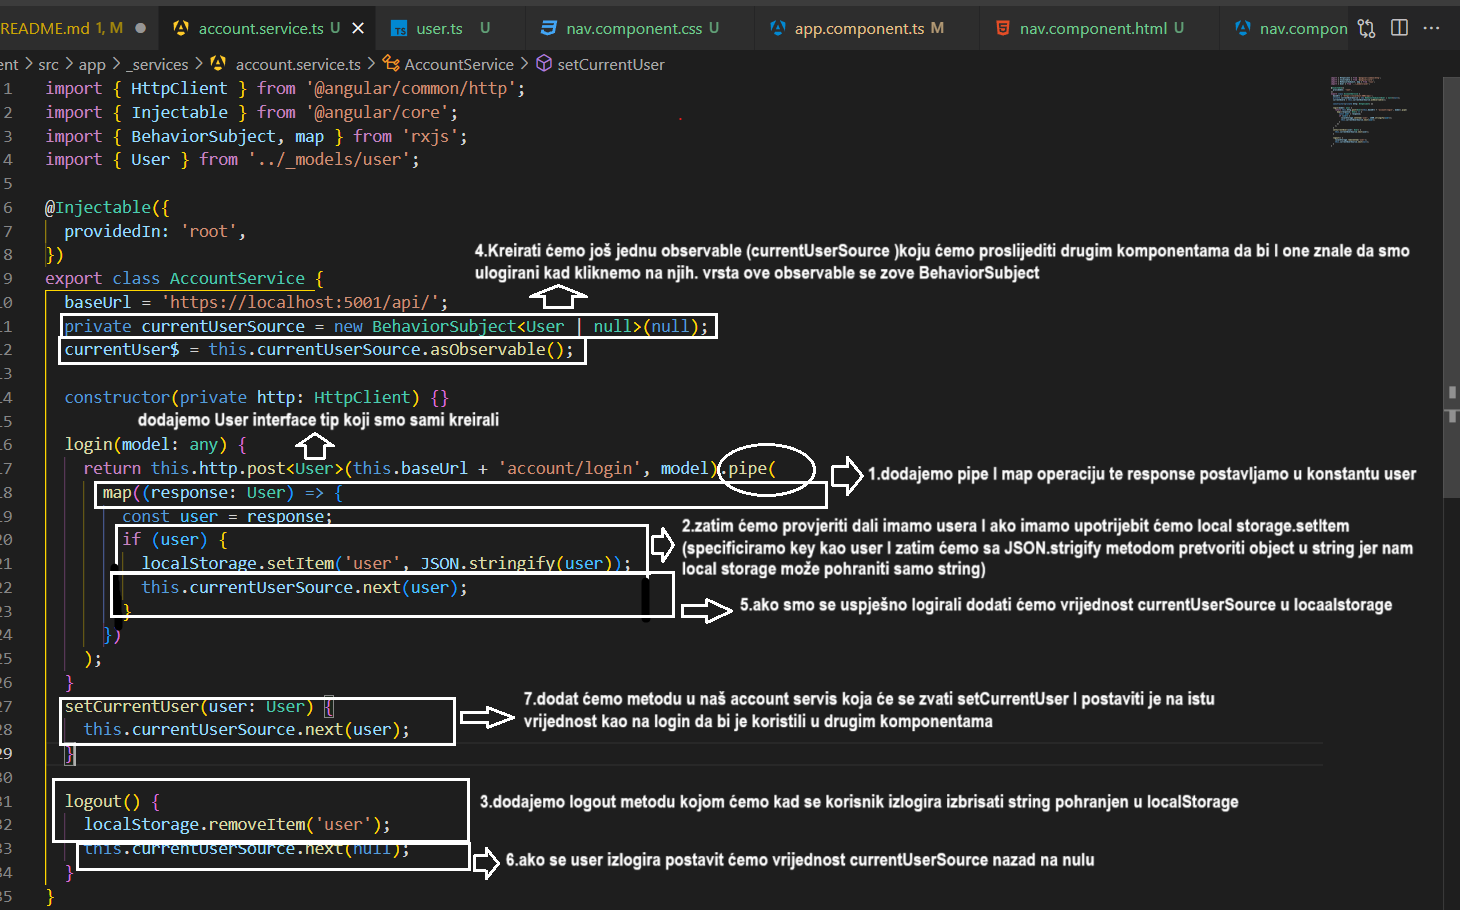 README.md 1, M ● account.service.ts U × TS user.ts U nav.component.css U app.component.ts M nav.component.html U nav.compon
ent > src > app > _services > account.service.ts > AccountService > setCurrentUser
1 import { HttpClient } from '@angular/common/http';
2 import { Injectable } from '@angular/core';
3 import { BehaviorSubject, map } from 'rxjs';
4 import { User } from '../_models/user';
5
6 @Injectable({
7 providedIn: 'root',
8 })
4.Kreirati ćemo još jednu observable (currentUserSource )koju ćemo proslijediti drugim komponentama da bi I one znale da smo
ulogirani kad kliknemo na njih. vrsta ove observable se zove BehaviorSubject
9 export class AccountService {
10 baseUrl = 'https://localhost:5001/api/';
11 private currentUserSource = new BehaviorSubject<User | null>(null);
12 currentUser$ = this.currentUserSource.asObservable();
13
14 constructor(private http: HttpClient) {}
15 dodajemo User interface tip koji smo sami kreirali
16 login(model: any) {
17 return this.http.post<User>(this.baseUrl + 'account/login', model).pipe(
1.dodajemo pipe I map operaciju te response postavljamo u konstantu user
18 map((response: User) => {
19 const user = response;
20 if (user) {
2.zatim ćemo provjeriti dali imamo usera I ako imamo upotrijebit ćemo local storage.setItem
(specificiramo key kao user I zatim ćemo sa JSON.strigify metodom pretvoriti object u string jer nam
local storage može pohraniti samo string)
21 localStorage.setItem('user', JSON.stringify(user));
22 this.currentUserSource.next(user);
23 }
5.ako smo se uspješno logirali dodati ćemo vrijednost currentUserSource u locaalstorage
24 })
25 );
26 }
27 setCurrentUser(user: User) {
28 this.currentUserSource.next(user);
29 }
7.dodat ćemo metodu u naš account servis koja će se zvati setCurrentUser I postaviti je na istu
vrijednost kao na login da bi je koristili u drugim komponentama
30
31 logout() {
3.dodajemo logout metodu kojom ćemo kad se korisnik izlogira izbrisati string pohranjen u localStorage
32 localStorage.removeItem('user');
33 this.currentUserSource.next(null);
6.ako se user izlogira postavit ćemo vrijednost currentUserSource nazad na nulu
34 }
35 }